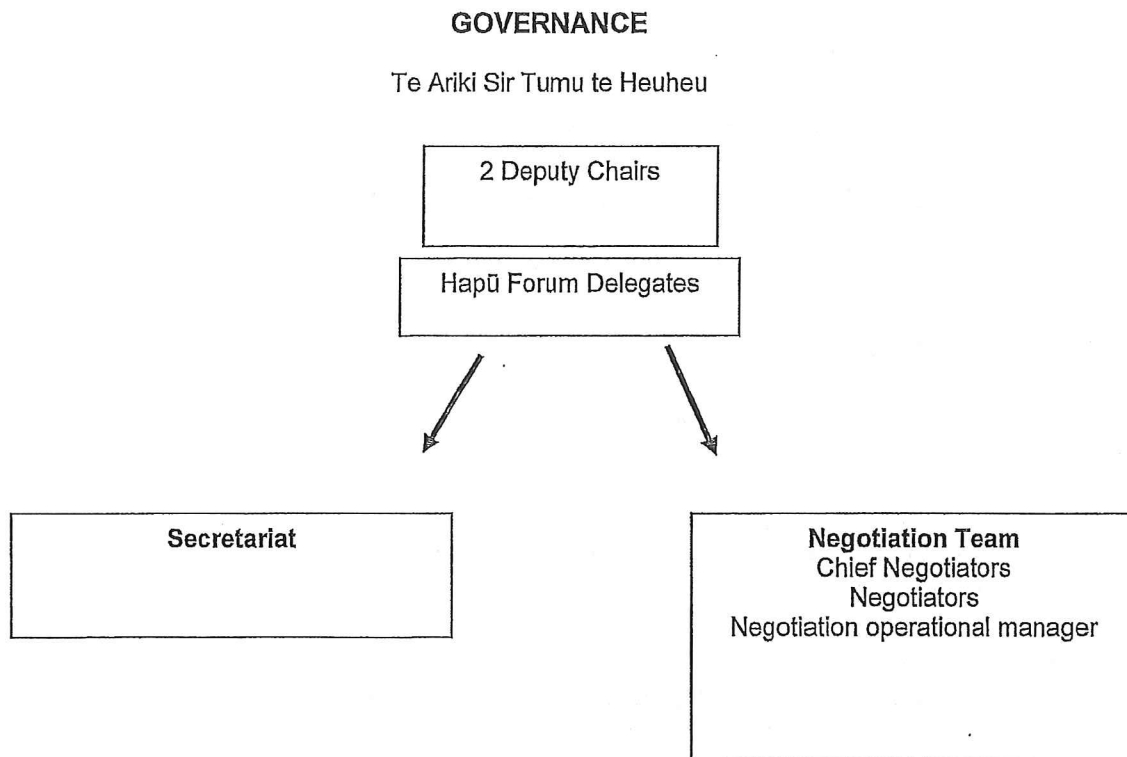 GOVERNANCE
Te Ariki Sir Tumu te Heuheu
2 Deputy Chairs
Hapū Forum Delegates
Secretariat
Negotiation Team
Chief Negotiators
Negotiators
Negotiation operational manager